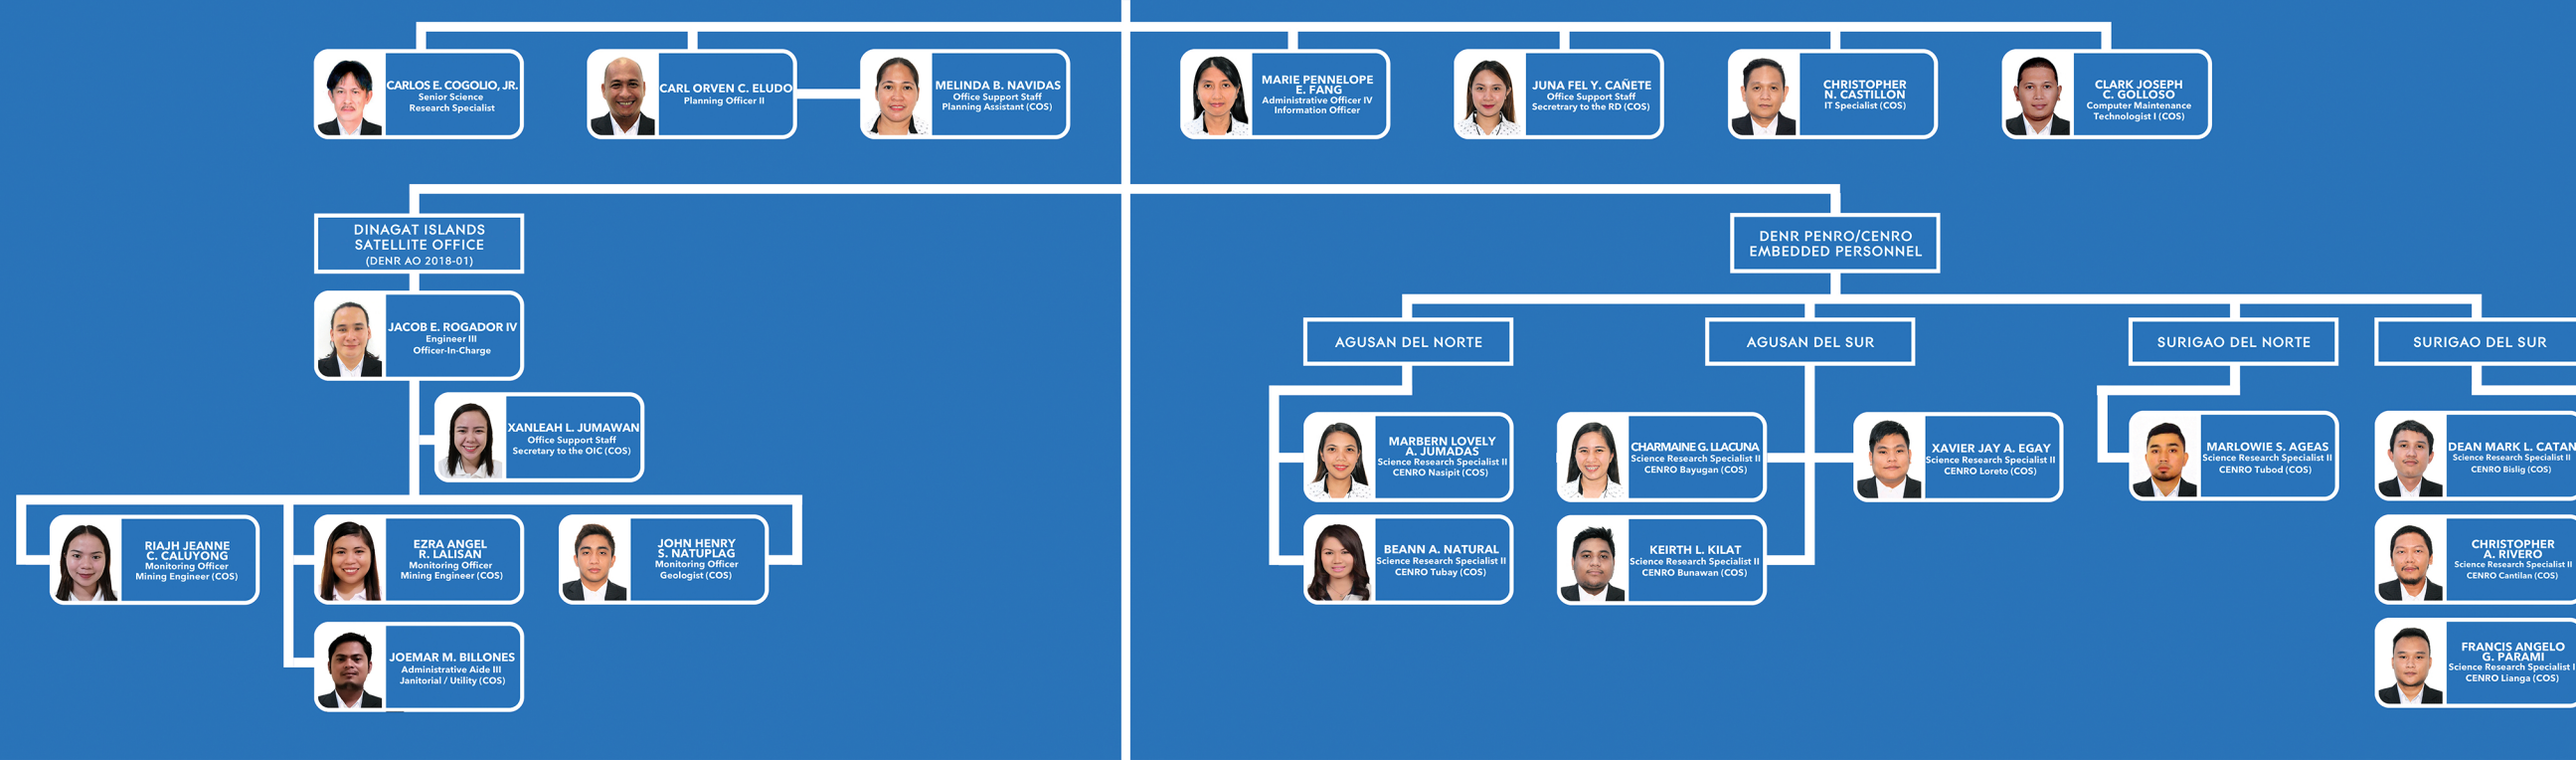 CARLOS E. COGOLIO, JR.
Senior Science
Research Specialist
CARL ORVEN C. ELUDO
Planning Officer II
MELINDA B. NAVIDAS
Office Support Staff
Planning Assistant (COS)
MARIE PENNELOPE
E. FANG
Administrative Officer IV
Information Officer
JUNA FEL Y. CAÑETE
Office Support Staff
Secretary to the RD (COS)
CHRISTOPHER
N. CASTILLON
IT Specialist (COS)
CLARK JOSEPH
C. GOLLOSO
Computer Maintenance
Technologist I (COS)
DINAGAT ISLANDS
SATELLITE OFFICE
(DENR AO 2018-01)
JACOB E. ROGADOR IV
Engineer III
Officer-In-Charge
XANLEAH L. JUMAWAN
Office Support Staff
Secretary to the OIC (COS)
RIAJH JEANNE
C. CALUYONG
Monitoring Officer
Mining Engineer (COS)
EZRA ANGEL
R. LALISAN
Monitoring Officer
Mining Engineer (COS)
JOHN HENRY
S. NATUPLAG
Monitoring Officer
Geologist (COS)
JOEMAR M. BILLONES
Administrative Aide III
Janitorial / Utility (COS)
DENR PENRO/CENRO
EMBEDDED PERSONNEL
AGUSAN DEL NORTE
MARBERN LOVELY
A. JUMADAS
Science Research Specialist II
CENRO Nasipit (COS)
BEANN A. NATURAL
Science Research Specialist II
CENRO Tubay (COS)
AGUSAN DEL SUR
CHARMAINE G. LLACUNA
Science Research Specialist II
CENRO Bayugan (COS)
XAVIER JAY A. EGAY
Science Research Specialist II
CENRO Loreto (COS)
KEIRTH L. KILAT
Science Research Specialist II
CENRO Bunawan (COS)
SURIGAO DEL NORTE
MARLOWIE S. AGEAS
Science Research Specialist II
CENRO Tubod (COS)
SURIGAO DEL SUR
DEAN MARK L. CATAN
Science Research Specialist II
CENRO Bislig (COS)
CHRISTOPHER
A. RIVERO
Science Research Specialist II
CENRO Cantilan (COS)
FRANCIS ANGELO
G. PARAMI
Science Research Specialist I
CENRO Lianga (COS)